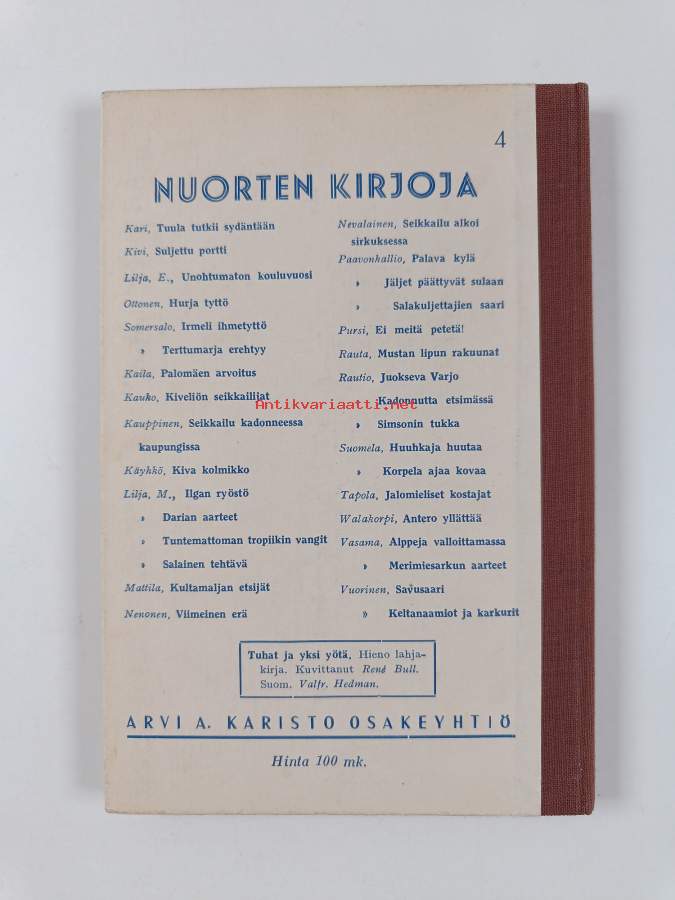 4
NUORTEN KIRJOJA
Kari, Tuula tutkii sydäntään
Kivi, Suljettu portti
Lilja, E., Unohtumaton kouluvuosi
Ottonen, Hurja tyttö
Somersalo, Irmeli ihmetyttö
» Terttumarja erehtyy
Kaila, Palomäen arvoitus
Kauko, Kiveliön seikkailijat
Kauppinen, Seikkailu kadonneessa
kaupungissa
Käyhkö, Kiva kolmikko
Lilja, M., Ilgan ryöstö
» Darian aarteet
» Tuntemattoman tropiikin vangit
» Salainen tehtävä
Mattila, Kultamaljan etsijät
Nenonen, Viimeinen erä
Nevalainen, Seikkailu alkoi
sirkuksessa
Paavonhallio, Palava kylä
» Jäljet päättyvät sulaan
» Salakuljettajien saari
Pursi, Ei meitä petetä!
Rauta, Mustan lipun rakuunat
Rautio, Juokseva Varjo
Kadonnutta etsimässä
» Simsonin tukka
Suomela, Huuhkaja huutaa
» Korpela ajaa kovaa
Tapola, Jalomieliset kostajat
Walakorpi, Antero yllättää
Vasama, Alppeja valloittamassa
» Merimiesarkun aarteet
Vuorinen, Savusaari
» Keltanaamiot ja karkurit
Antikvariaatti.net
Tuhat ja yksi yötä. Hieno lahja-
kirja. Kuvittanut René Bull.
Suom. Valfr. Hedman.
ARVI A. KARISTO OSAKEYHTIÖ
Hinta 100 mk.